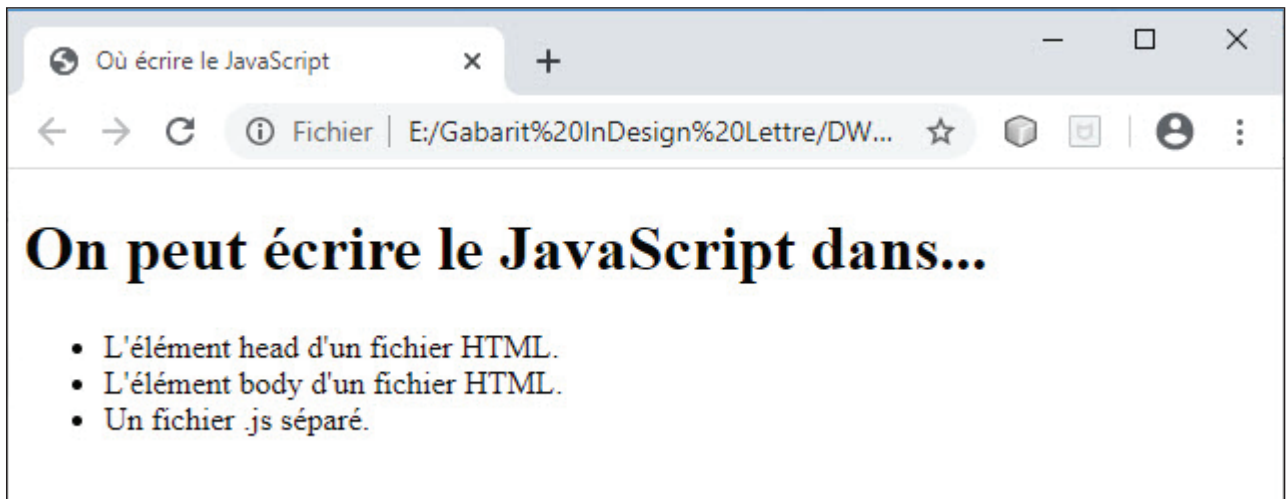 Où écrire le JavaScript
Fichier | E:/Gabarit%20InDesign%20Lettre/DW...
On peut écrire le JavaScript dans...
• L'élément head d'un fichier HTML.
• L'élément body d'un fichier HTML.
• Un fichier .js séparé.